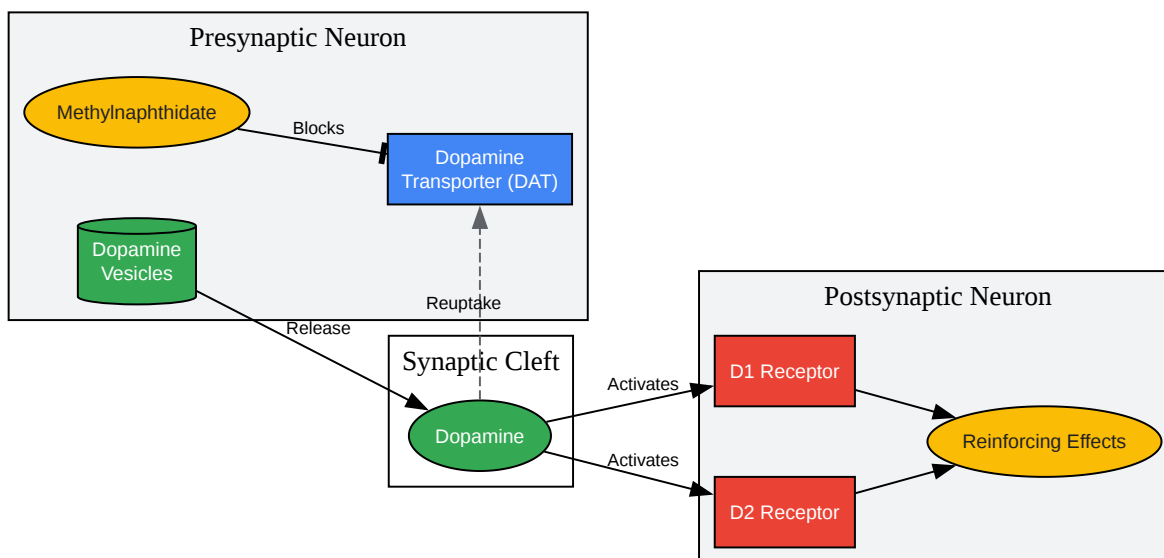 Presynaptic Neuron
Methylnaphthidate
Blocks
Dopamine
Transporter (DAT)
Dopamine
Vesicles
Reuptake
Release
Synaptic Cleft
Dopamine
Activates
Activates
Postsynaptic Neuron
D1 Receptor
Reinforcing Effects
D2 Receptor